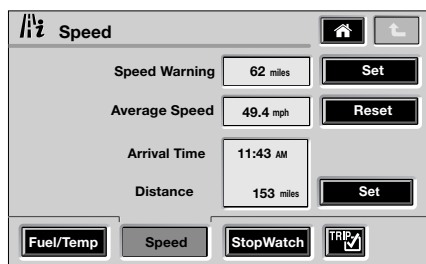 i Speed
Speed Warning 62 miles Set
Average Speed 49.4 mph Reset
Arrival Time 11:43 AM
Distance 153 miles Set
Fuel/Temp Speed StopWatch TRIP